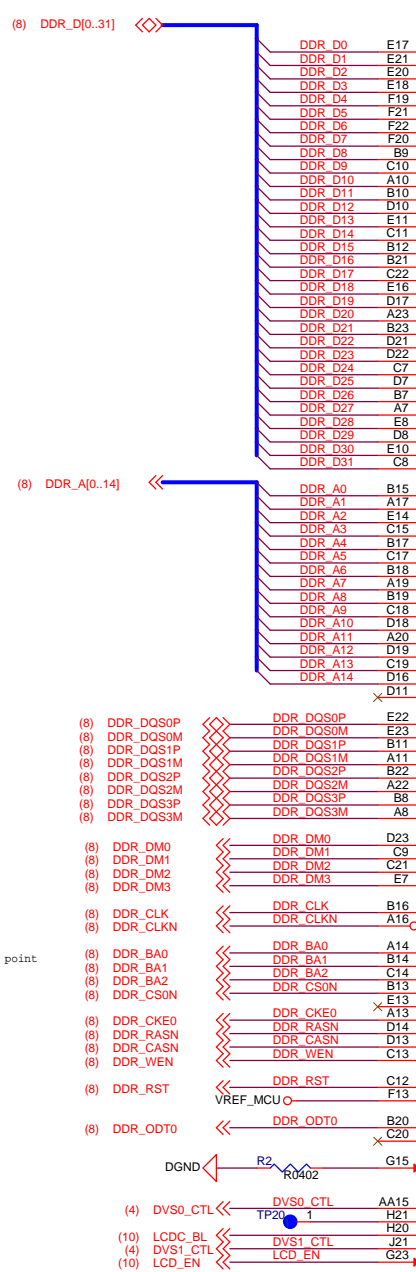 (8) DDR_D[0..31]
DDR_D0 E17
DDR_D1 E21
DDR_D2 E20
DDR_D3 E18
DDR_D4 F19
DDR_D5 F21
DDR_D6 F22
DDR_D7 F20
DDR_D8 B9
DDR_D9 C10
DDR_D10 A10
DDR_D11 B10
DDR_D12 D10
DDR_D13 E11
DDR_D14 C11
DDR_D15 B12
DDR_D16 B21
DDR_D17 C22
DDR_D18 E16
DDR_D19 D17
DDR_D20 A23
DDR_D21 B23
DDR_D22 D21
DDR_D23 D22
DDR_D24 C7
DDR_D25 D7
DDR_D26 B7
DDR_D27 A7
DDR_D28 E8
DDR_D29 D8
DDR_D30 E10
DDR_D31 C8
(8) DDR_A[0..14]
DDR_A0 B15
DDR_A1 A17
DDR_A2 E14
DDR_A3 C15
DDR_A4 B17
DDR_A5 C17
DDR_A6 B18
DDR_A7 A19
DDR_A8 B19
DDR_A9 C18
DDR_A10 D18
DDR_A11 A20
DDR_A12 D19
DDR_A13 C19
DDR_A14 D16
D11
(8) DDR_DQS0P DDR_DQS0P E22
(8) DDR_DQS0M DDR_DQS0M E23
(8) DDR_DQS1P DDR_DQS1P B11
(8) DDR_DQS1M DDR_DQS1M A11
(8) DDR_DQS2P DDR_DQS2P B22
(8) DDR_DQS2M DDR_DQS2M A22
(8) DDR_DQS3P DDR_DQS3P B8
(8) DDR_DQS3M DDR_DQS3M A8
(8) DDR_DM0 DDR_DM0 D23
(8) DDR_DM1 DDR_DM1 C9
(8) DDR_DM2 DDR_DM2 C21
(8) DDR_DM3 DDR_DM3 E7
(8) DDR_CLK DDR_CLK B16
(8) DDR_CLKN DDR_CLKN A16
point
(8) DDR_BA0 DDR_BA0 A14
(8) DDR_BA1 DDR_BA1 B14
(8) DDR_BA2 DDR_BA2 C14
(8) DDR_CS0N DDR_CS0N B13
E13
(8) DDR_CKE0 DDR_CKE0 A13
(8) DDR_RASN DDR_RASN D14
(8) DDR_CASN DDR_CASN D13
(8) DDR_WEN DDR_WEN C13
(8) DDR_RST DDR_RST C12
VREF_MCU F13
(8) DDR_ODT0 DDR_ODT0 B20
C20
DGND R2 R0402 G15
(4) DVS0_CTL DVS0_CTL AA15
TP20 1 H21
(10) LCDC_BL H20
(4) DVS1_CTL DVS1_CTL J21
(10) LCD_EN LCD_EN G23